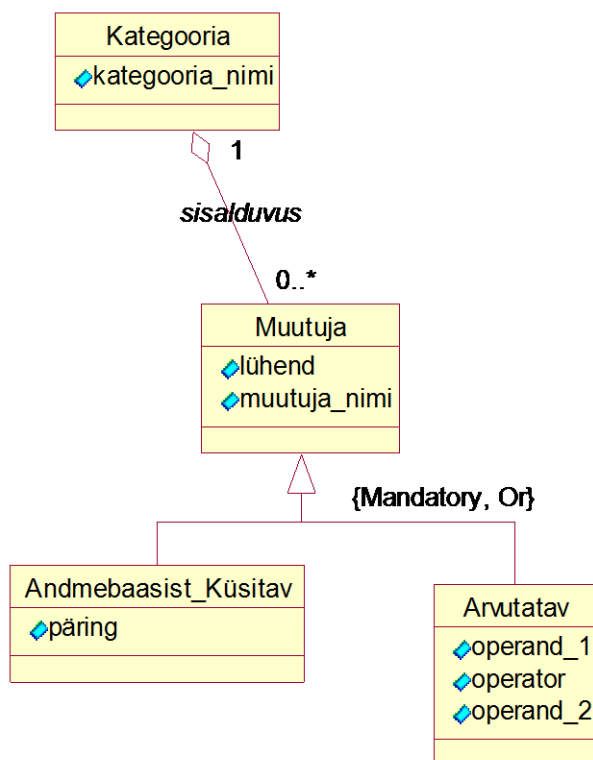 Kategooria
kategooria_nimi
1
sisalduvus
0..*
Muutuja
lühend
muutuja_nimi
{Mandatory, Or}
Andmebaasist_Küsitav
päring
Arvutatav
operand_1
operator
operand_2